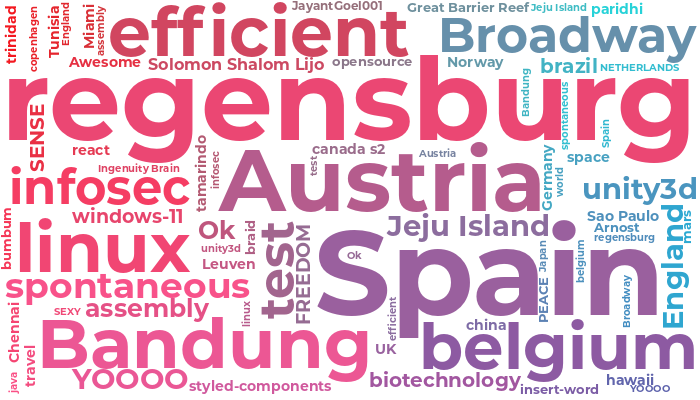 trinidad
copenhagen
Tunisia
England
Miami
assembly
efficient
JayantGoel001
Great Barrier Reef
Jeju Island
paridhi
Broadway
Awesome
Solomon Shalom Lijo
opensource
Norway
brazil
NETHERLANDS
regensburg
SENSE
react
Ingenuity Brain
tamarindo
infosec
canada s2
test
Austria
Bandung
spontaneous
spain
space
Germany
world
infosec
Austria
unity3d
windows-11
bumbum
linux
Ok
unity3d
braid
Leuven
test
FREEDOM
Jeju Island
Sao Paulo
Arnost
regensburg
mars
England
Spain
Ok
Japan
PEACE
belgium
Broadway
spontaneous
SEXY
assembly
linux
Chennai
travel
java
Bandung
efficient
UK
china
belgium
YOOOO
styled-components
biotechnology
insert-word
hawaii
YOOOO